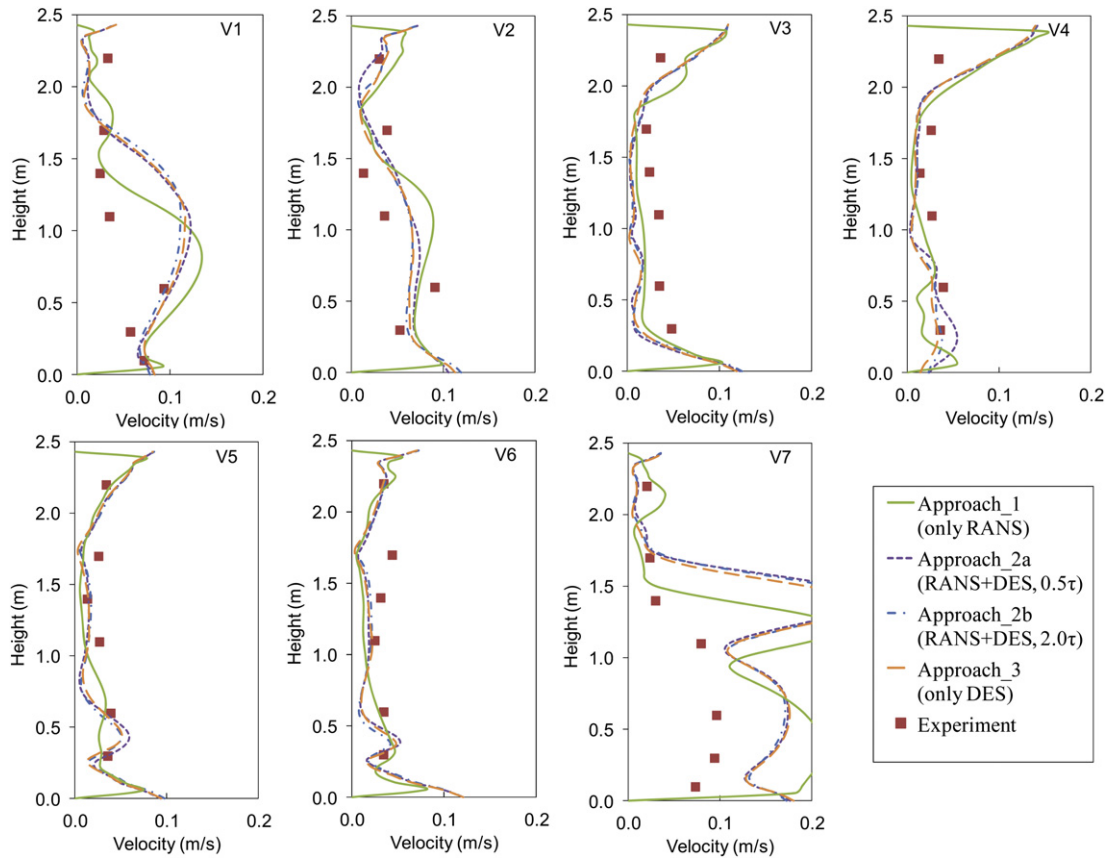 V1
2.5
2.0
1.5
1.0
0.5
0.0
Height (m)
0.0 0.1 0.2
Velocity (m/s)
V2
2.5
2.0
1.5
1.0
0.5
0.0
Height (m)
0.0 0.1 0.2
Velocity (m/s)
V3
2.5
2.0
1.5
1.0
0.5
0.0
Height (m)
0.0 0.1 0.2
Velocity (m/s)
V4
2.5
2.0
1.5
1.0
0.5
0.0
Height (m)
0.0 0.1 0.2
Velocity (m/s)
V5
2.5
2.0
1.5
1.0
0.5
0.0
Height (m)
0.0 0.1 0.2
Velocity (m/s)
V6
2.5
2.0
1.5
1.0
0.5
0.0
Height (m)
0.0 0.1 0.2
Velocity (m/s)
V7
2.5
2.0
1.5
1.0
0.5
0.0
Height (m)
0.0 0.1 0.2
Velocity (m/s)
Approach_1
(only RANS)
Approach_2a
(RANS+DES, 0.5τ)
Approach_2b
(RANS+DES, 2.0τ)
Approach_3
(only DES)
Experiment